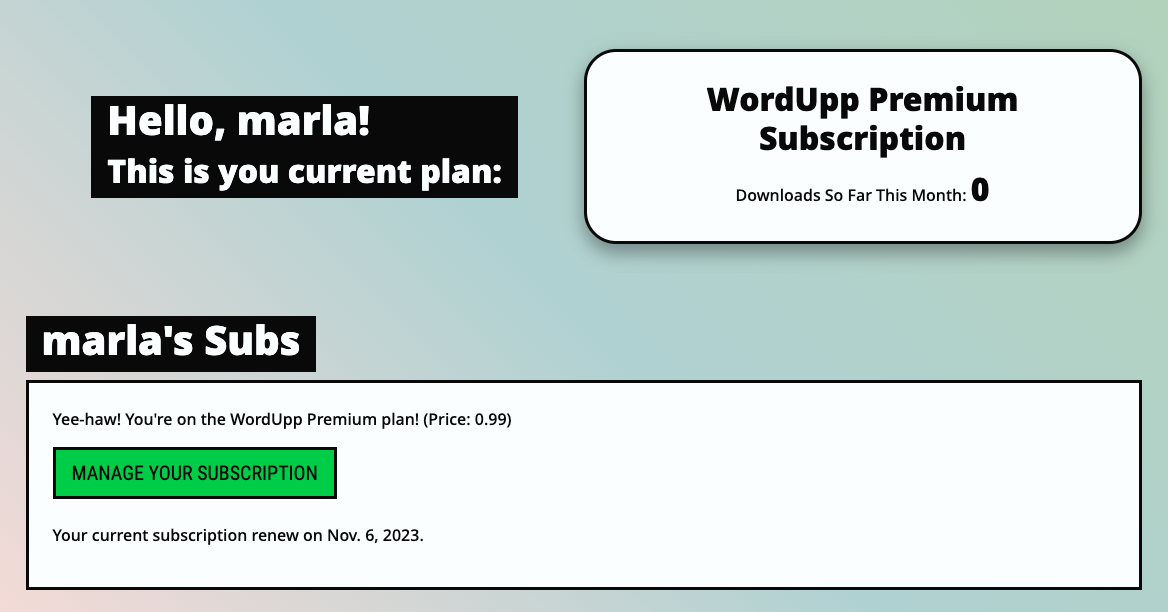 Hello, marla!
This is you current plan:
WordUpp Premium
Subscription
Downloads So Far This Month: 0
marla's Subs
Yee-haw! You're on the WordUpp Premium plan! (Price: 0.99)
MANAGE YOUR SUBSCRIPTION
Your current subscription renew on Nov. 6, 2023.